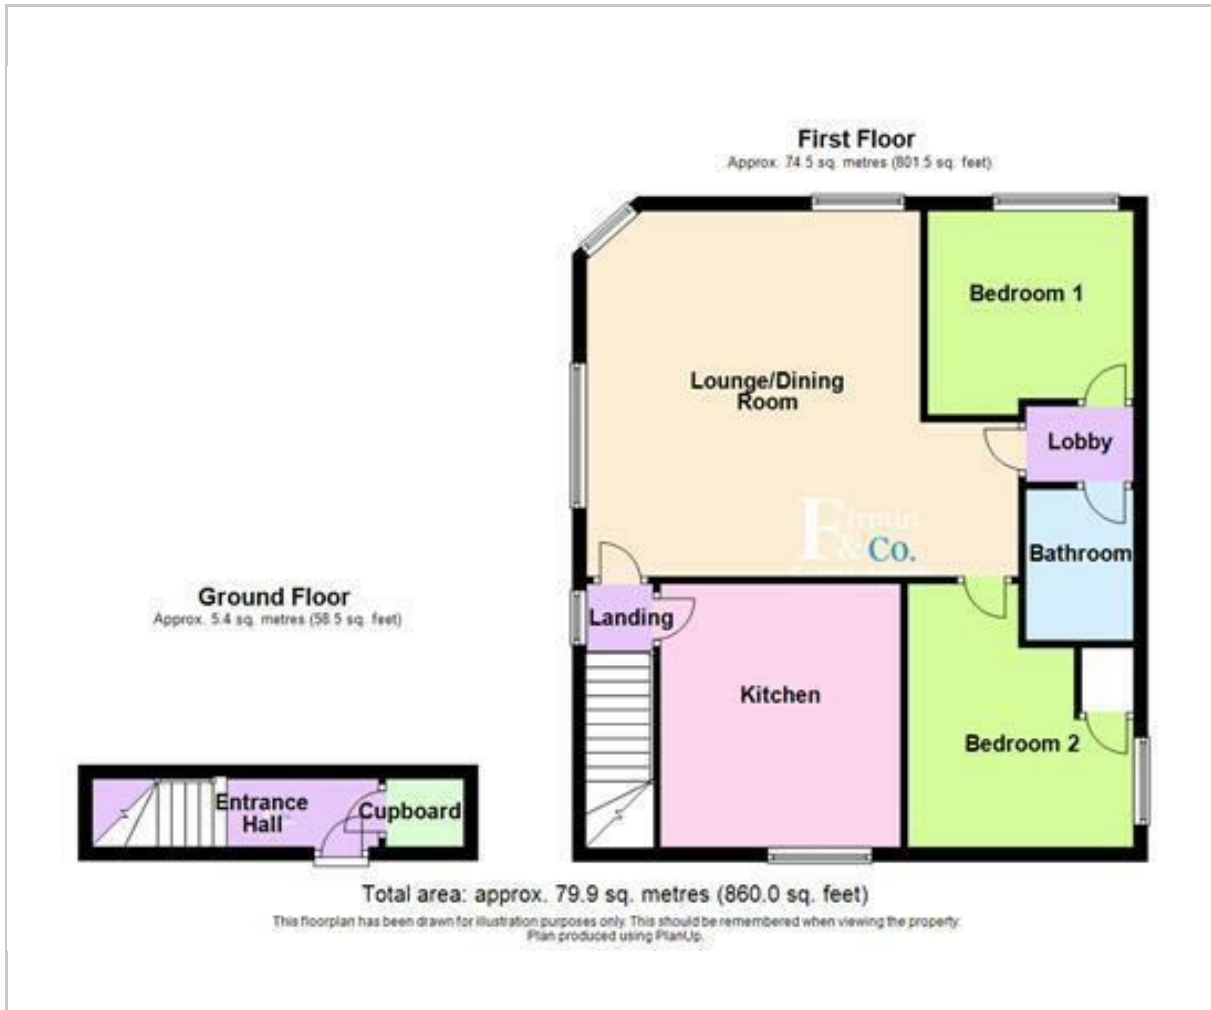 First Floor
Approx. 74.5 sq. metres (801.5 sq. feet)
Bedroom 1
Lounge/Dining
Room
Lobby
Firmin
& Co.
Bathroom
Ground Floor
Approx. 5.4 sq. metres (58.5 sq. feet)
Landing
Kitchen
Bedroom 2
Entrance
Hall
Cupboard
Total area: approx. 79.9 sq. metres (860.0 sq. feet)
This floorplan has been drawn for illustration purposes only. This should be remembered when viewing the property.
Plan produced using PlanUp.